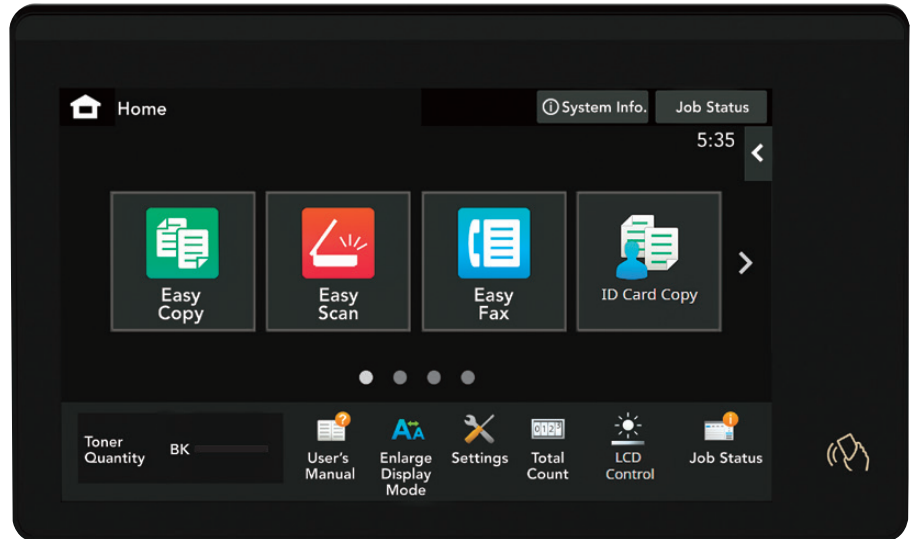 Home
System Info.
Job Status
5:35
Easy
Copy
Easy
Scan
Easy
Fax
ID Card Copy
Toner
Quantity
BK
User's
Manual
Enlarge
Display
Mode
Settings
0123
Total
Count
LCD
Control
Job Status